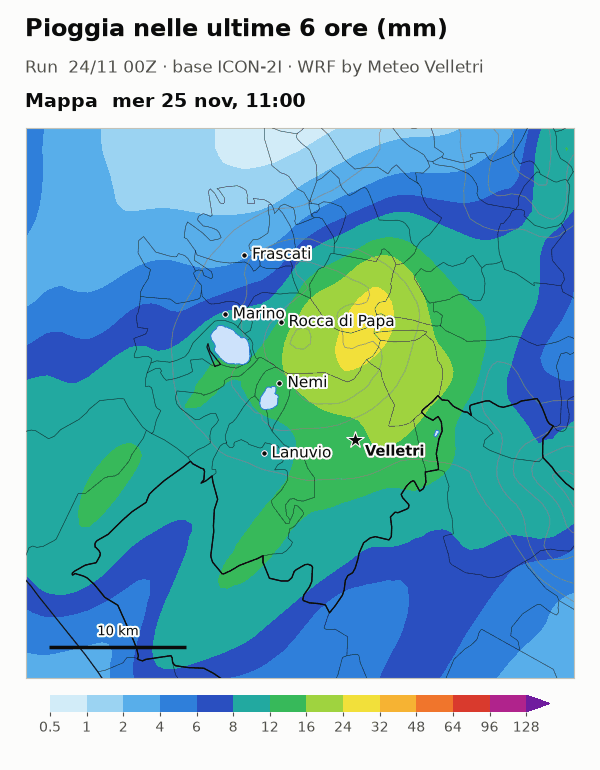 Pioggia nelle ultime 6 ore (mm)
Run  24/11 00Z · base ICON-2I · WRF by Meteo Velletri
Mappa  mer 25 nov, 11:00
Frascati
Marino
Rocca di Papa
Nemi
Velletri
Lanuvio
10 km
0.5 1 2 4 6 8 12 16 24 32 48 64 96 128